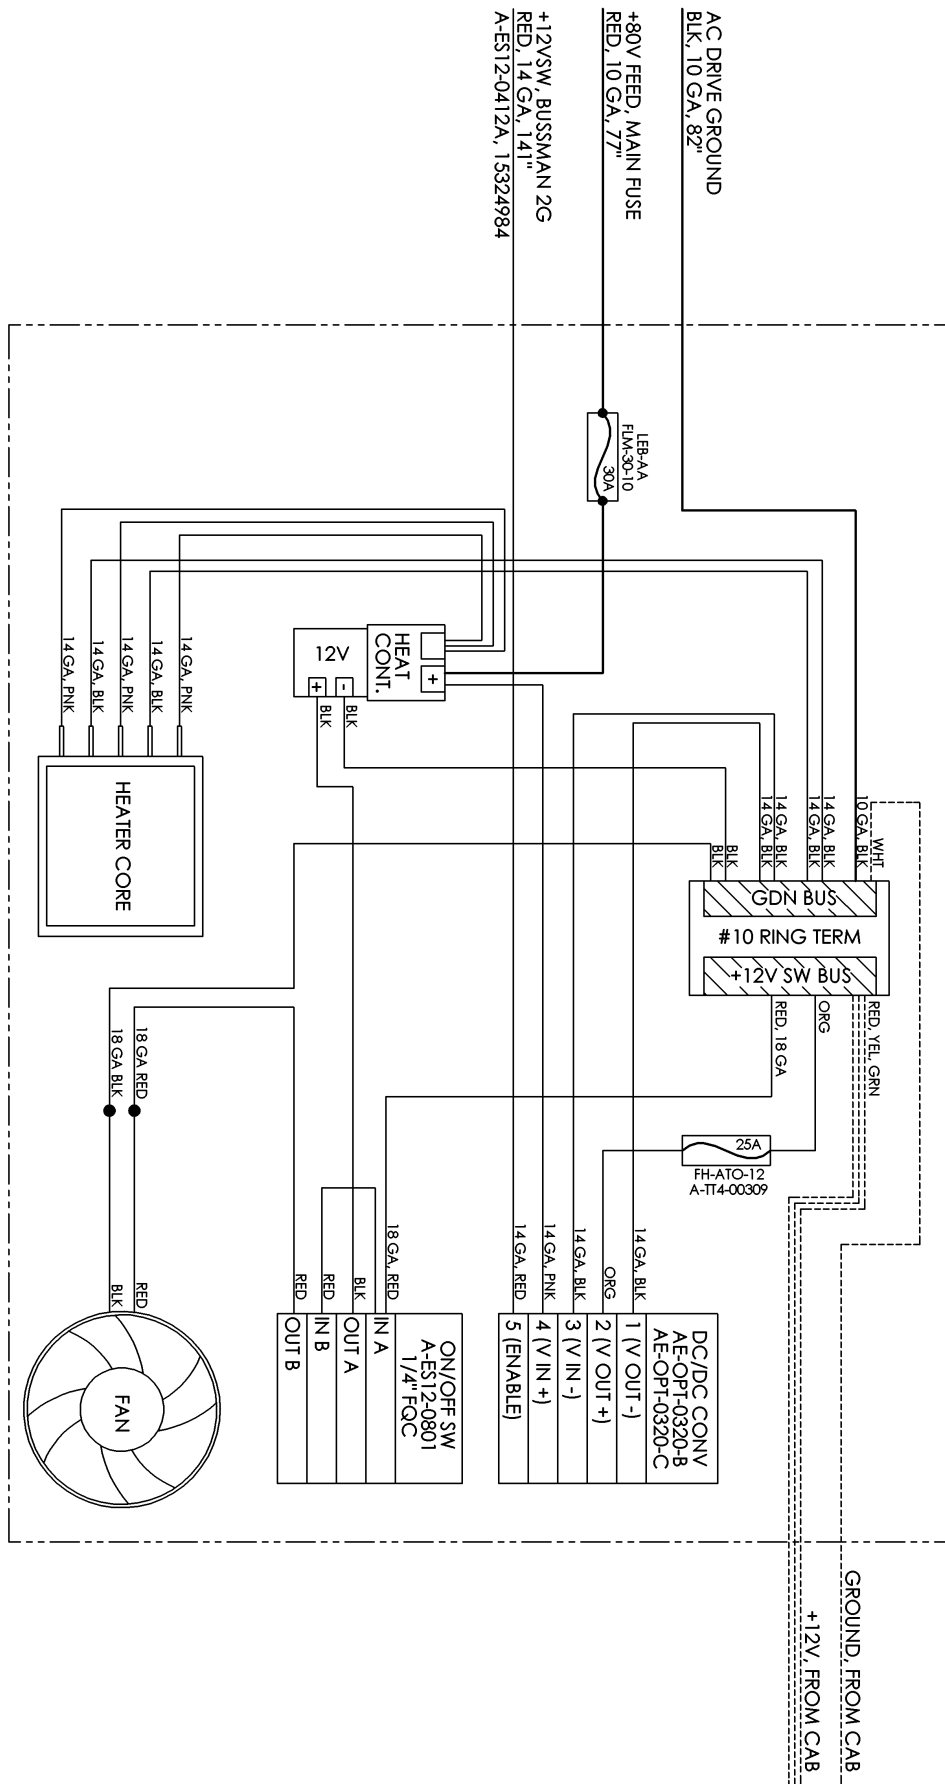 AC DRIVE GROUND
BLK, 10 GA, 82"
+80V FEED, MAIN FUSE
RED, 10 GA, 77"
+12VSW, BUSSMAN 2G
RED, 14 GA, 141"
A-ES12-0412A, 15324984
LEB-AA
FLM-30-10
30A
HEAT
CONT.
+
12V
-
+
BLK
BLK
14 GA, PNK
14 GA, BLK
14 GA, PNK
14 GA, BLK
14 GA, PNK
HEATER CORE
WHT
10 GA, BLK
14 GA, BLK
14 GA, BLK
14 GA, BLK
14 GA, BLK
BLK
BLK
GDN BUS
#10 RING TERM
+12V SW BUS
RED, YEL, GRN
ORG
RED, 18 GA
25A
FH-ATO-12
A-TT4-00309
18 GA RED
18 GA BLK
RED
BLK
FAN
18 GA, RED
BLK
RED
RED
ON/OFF SW
A-ES12-0801
1/4" FQC
IN A
OUT A
IN B
OUT B
14 GA, BLK
ORG
14 GA, BLK
14 GA, PNK
14 GA, RED
DC/DC CONV
AE-OPT-0320-B
AE-OPT-0320-C
1 (V OUT -)
2 (V OUT +)
3 (V IN -)
4 (V IN +)
5 (ENABLE)
GROUND, FROM CAB
+12V, FROM CAB